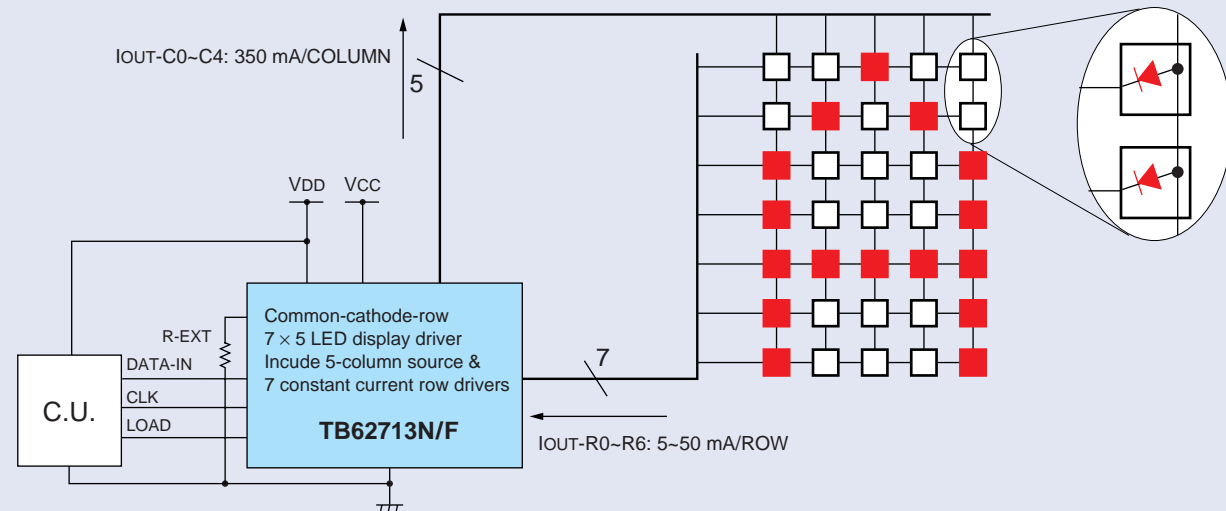 IOUT-C0~C4: 350 mA/COLUMN
5
VDD
VCC
R-EXT
DATA-IN
CLK
LOAD
C.U.
Common-cathode-row
7 × 5 LED display driver
Incude 5-column source &
7 constant current row drivers
TB62713N/F
7
IOUT-R0~R6: 5~50 mA/ROW